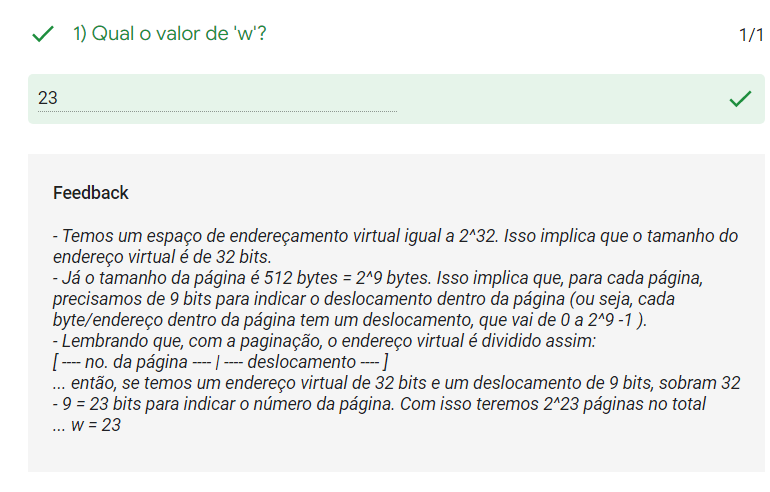 1) Qual o valor de 'w'?
1/1
23
Feedback
- Temos um espaço de endereçamento virtual igual a 2^32. Isso implica que o tamanho do
endereço virtual é de 32 bits.
- Já o tamanho da página é 512 bytes = 2^9 bytes. Isso implica que, para cada página,
precisamos de 9 bits para indicar o deslocamento dentro da página (ou seja, cada
byte/endereço dentro da página tem um deslocamento, que vai de 0 a 2^9 -1 ).
- Lembrando que, com a paginação, o endereço virtual é dividido assim:
[ ---- no. da página ---- | ---- deslocamento ---- ]
... então, se temos um endereço virtual de 32 bits e um deslocamento de 9 bits, sobram 32
- 9 = 23 bits para indicar o número da página. Com isso teremos 2^23 páginas no total
... w = 23